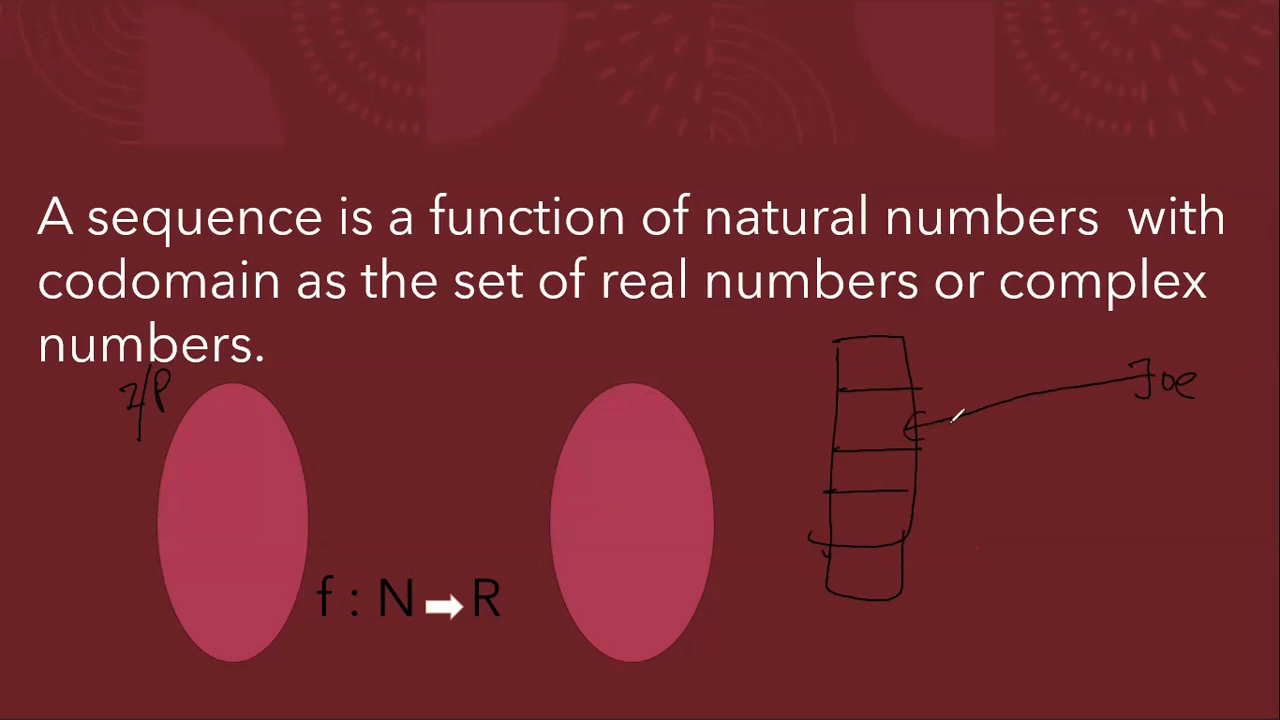 A sequence is a function of natural numbers with
codomain as the set of real numbers or complex
numbers.
I/P
Joe
f : N → R